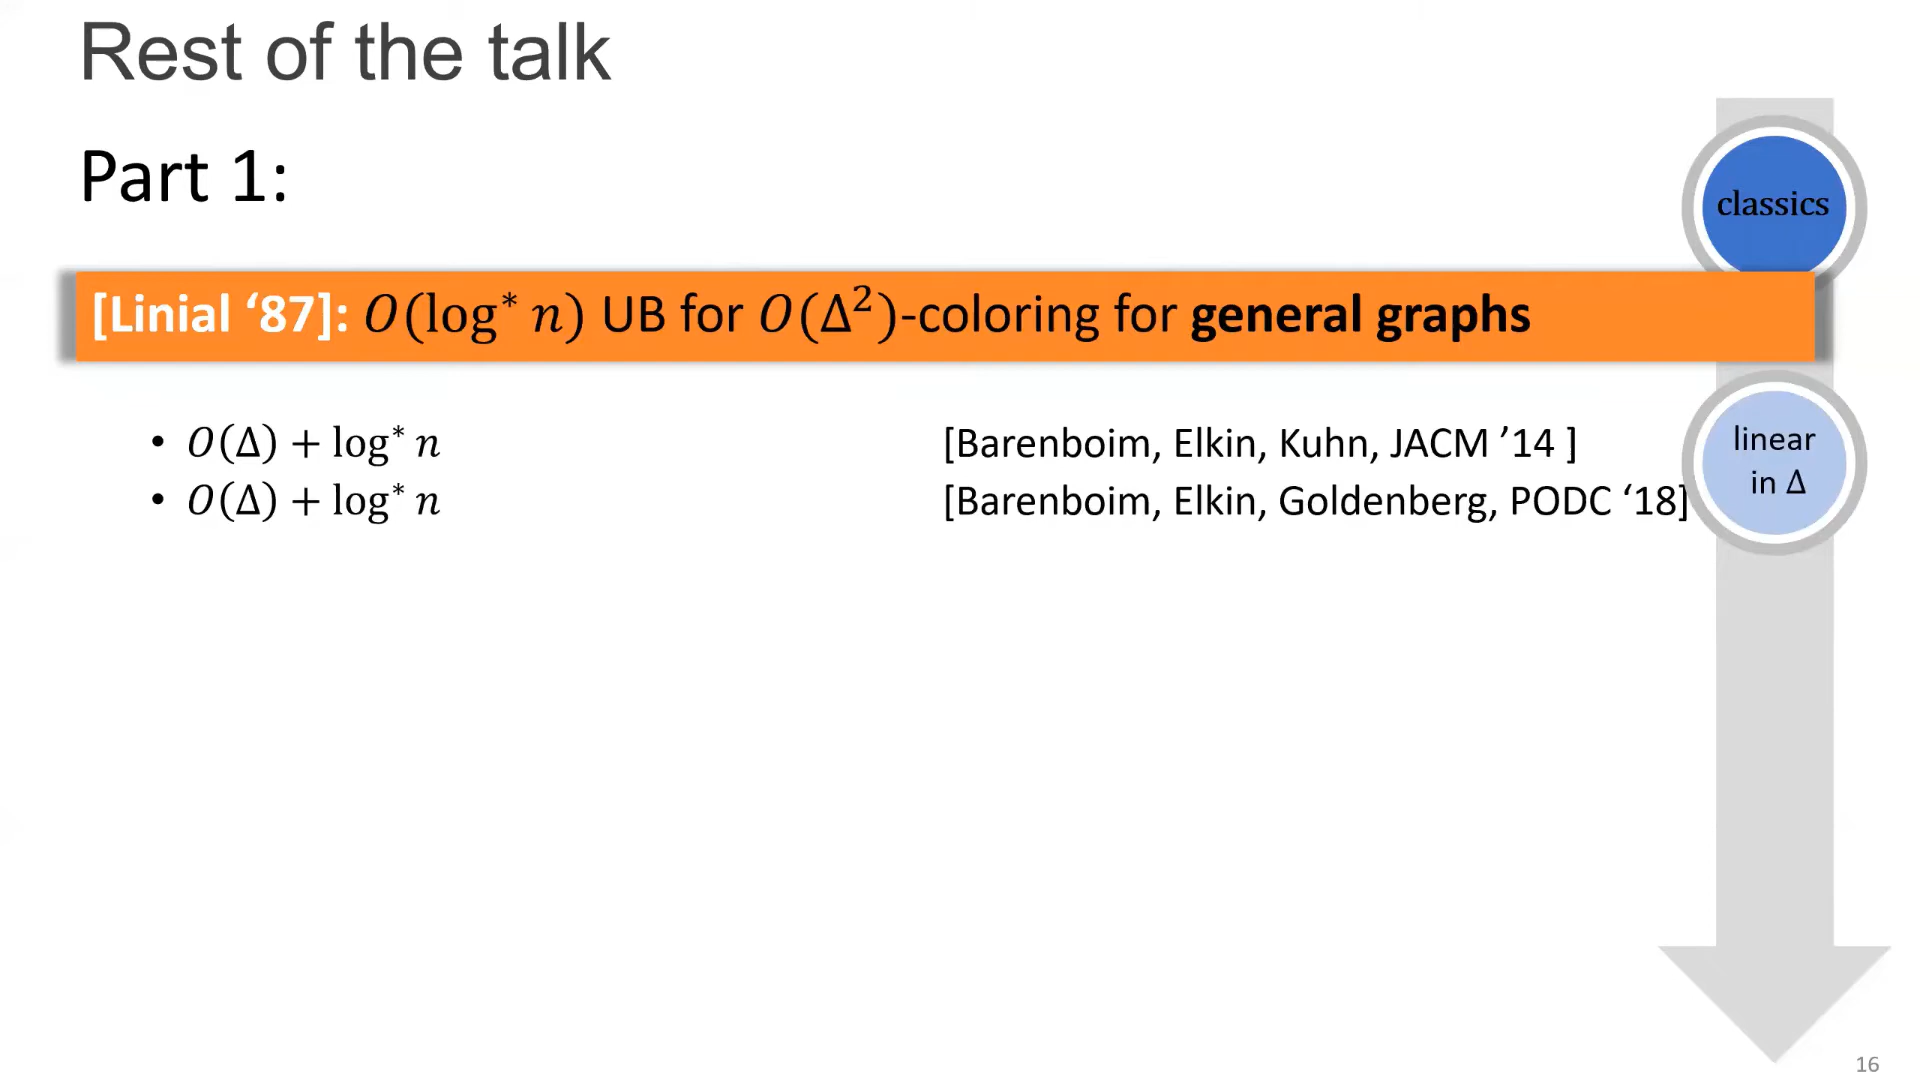 Rest of the talk
Part 1:
classics
[Linial ‘87]: O(log* n) UB for O(Δ²)-coloring for general graphs
• O(Δ) + log* n [Barenboim, Elkin, Kuhn, JACM ’14 ]
• O(Δ) + log* n [Barenboim, Elkin, Goldenberg, PODC ‘18]
linear
in Δ
16